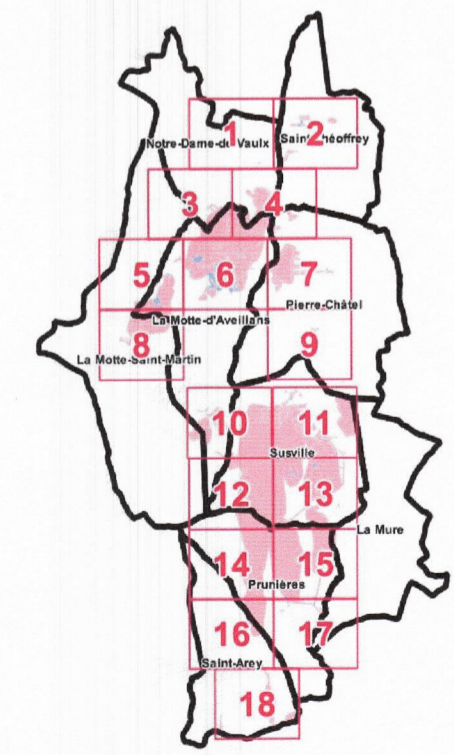 1
2
Notre-Dame-de-Vaulx
Saint-Théoffrey
3
4
5
6
7
Pierre-Châtel
La Motte-d'Aveillans
8
9
La Motte-Saint-Martin
10
11
Susville
12
13
La Mure
14
15
Prunières
16
17
Saint-Arey
18